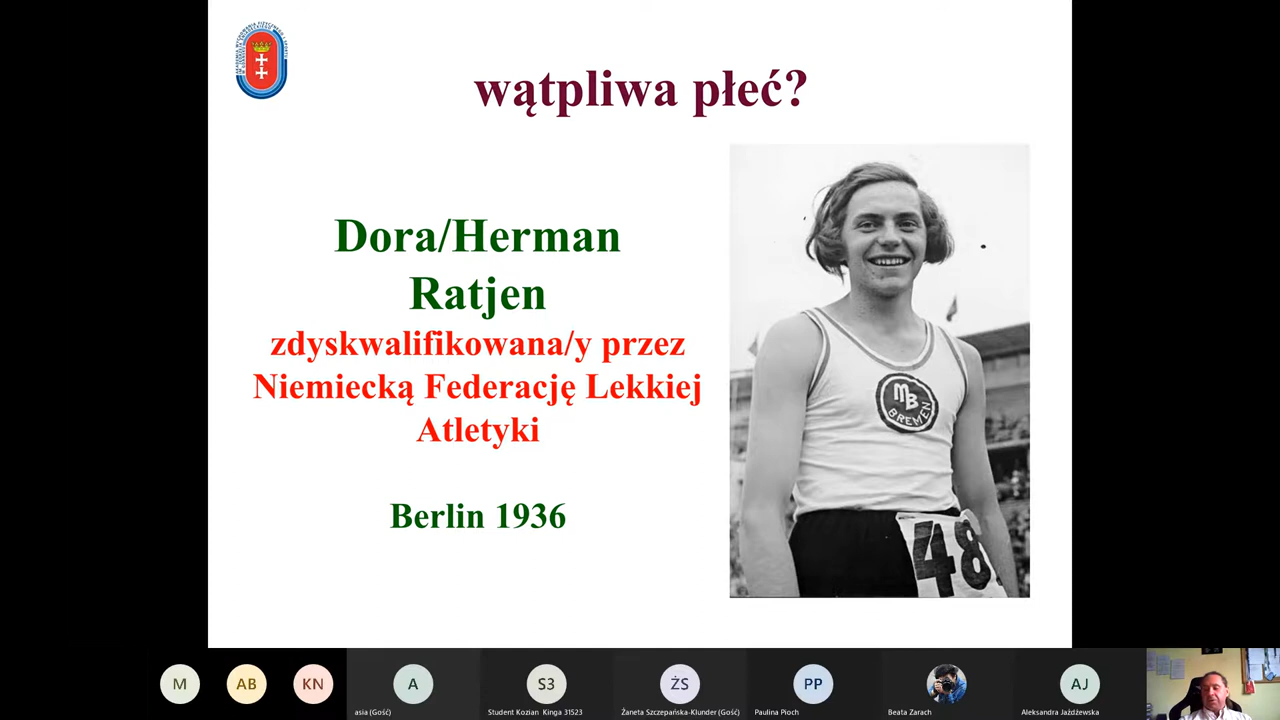 wątpliwa płeć?
Dora/Herman
Ratjen
zdyskwalifikowana/y przez
Niemiecką Federację Lekkiej
Atletyki
Berlin 1936
MB
BREMEN
48
M
AB
KN
A
S3
ŻS
PP
AJ
asia (Gość)
Student Kozian Kinga 31523
Żaneta Szczepańska-Klunder (Gość)
Paulina Pioch
Beata Zarach
Aleksandra Jażdżewska